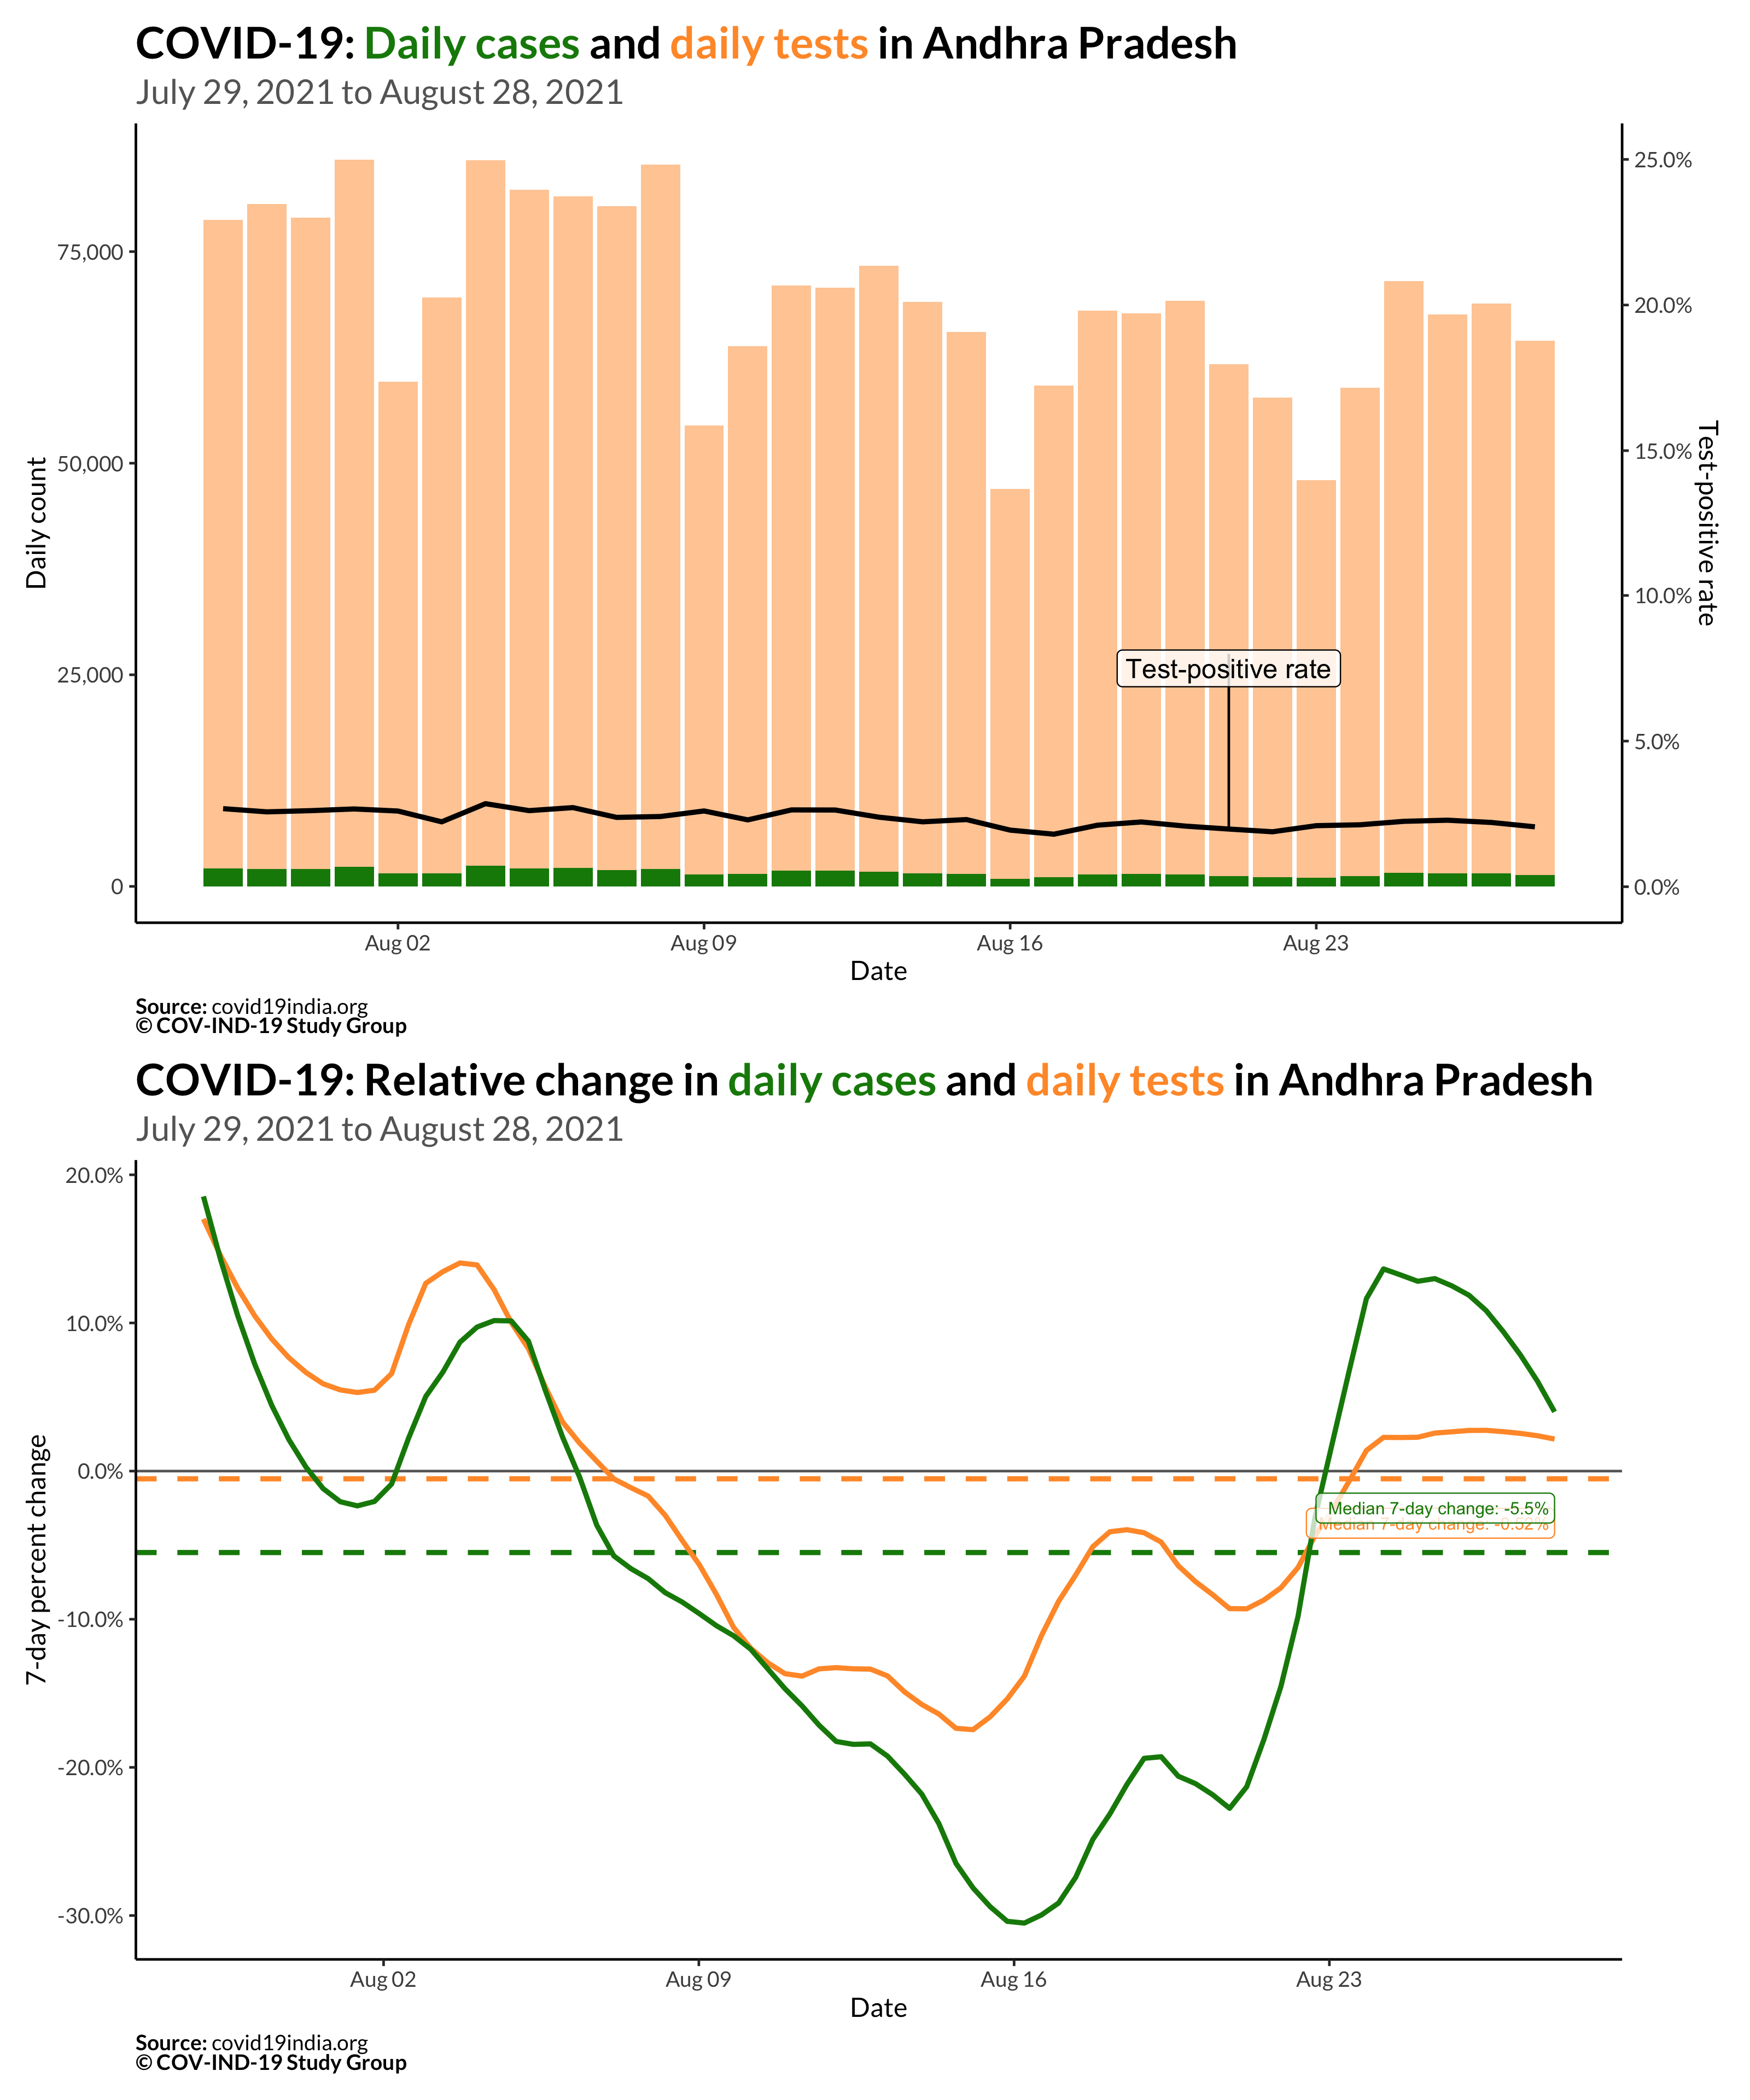 COVID-19: Daily cases and daily tests in Andhra Pradesh
July 29, 2021 to August 28, 2021
25.0%
75,000
20.0%
50,000
15.0%
10.0%
25,000
Test-positive rate
5.0%
0
0.0%
Daily count
Test-positive rate
Aug 02
Aug 09
Aug 16
Aug 23
Date
Source: covid19india.org
© COV-IND-19 Study Group
COVID-19: Relative change in daily cases and daily tests in Andhra Pradesh
July 29, 2021 to August 28, 2021
20.0%
10.0%
0.0%
Median 7-day change: -5.5%
Median 7-day change: -0.52%
-10.0%
-20.0%
-30.0%
7-day percent change
Aug 02
Aug 09
Aug 16
Aug 23
Date
Source: covid19india.org
© COV-IND-19 Study Group